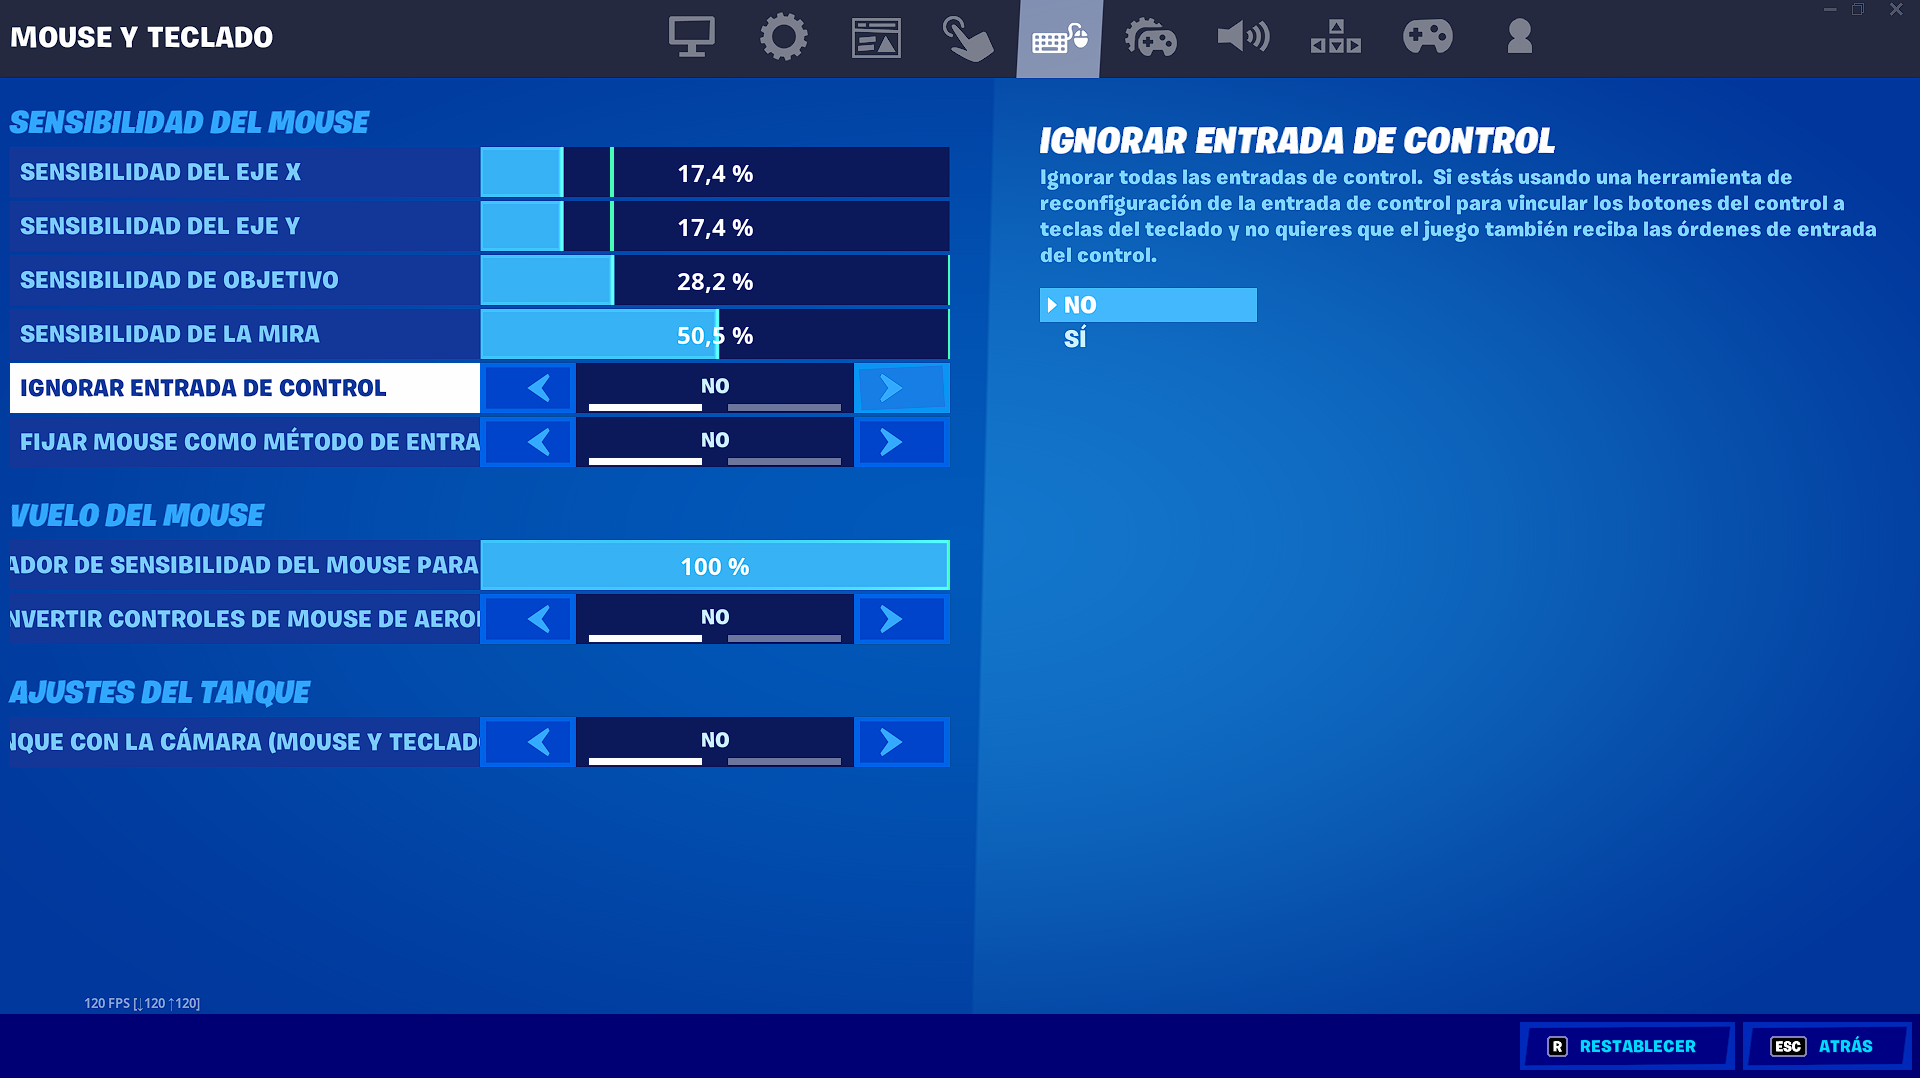 MOUSE Y TECLADO
SENSIBILIDAD DEL MOUSE
SENSIBILIDAD DEL EJE X
17,4 %
SENSIBILIDAD DEL EJE Y
17,4 %
SENSIBILIDAD DE OBJETIVO
28,2 %
SENSIBILIDAD DE LA MIRA
50,5 %
IGNORAR ENTRADA DE CONTROL
NO
FIJAR MOUSE COMO MÉTODO DE ENTRA
NO
VUELO DEL MOUSE
ADOR DE SENSIBILIDAD DEL MOUSE PARA
100 %
NVERTIR CONTROLES DE MOUSE DE AERO
NO
AJUSTES DEL TANQUE
NQUE CON LA CÁMARA (MOUSE Y TECLAD
NO
IGNORAR ENTRADA DE CONTROL
Ignorar todas las entradas de control. Si estás usando una herramienta de
reconfiguración de la entrada de control para vincular los botones del control a
teclas del teclado y no quieres que el juego también reciba las órdenes de entrada
del control.
NO
SÍ
120 FPS [↓120 ↑120]
R RESTABLECER
ESC ATRÁS